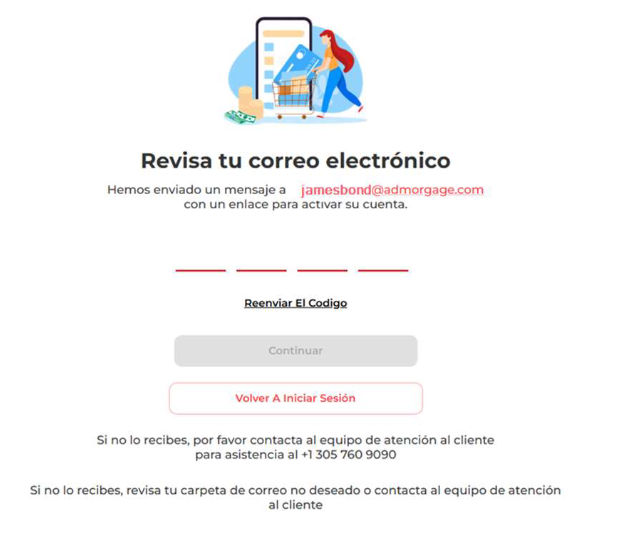 Revisa tu correo electrónico
Hemos enviado un mensaje a jamesbond@admorgage.com
con un enlace para activar su cuenta.
Reenviar El Codigo
Continuar
Volver A Iniciar Sesión
Si no lo recibes, por favor contacta al equipo de atención al cliente
para asistencia al +1 305 760 9090
Si no lo recibes, revisa tu carpeta de correo no deseado o contacta al equipo de atención
al cliente